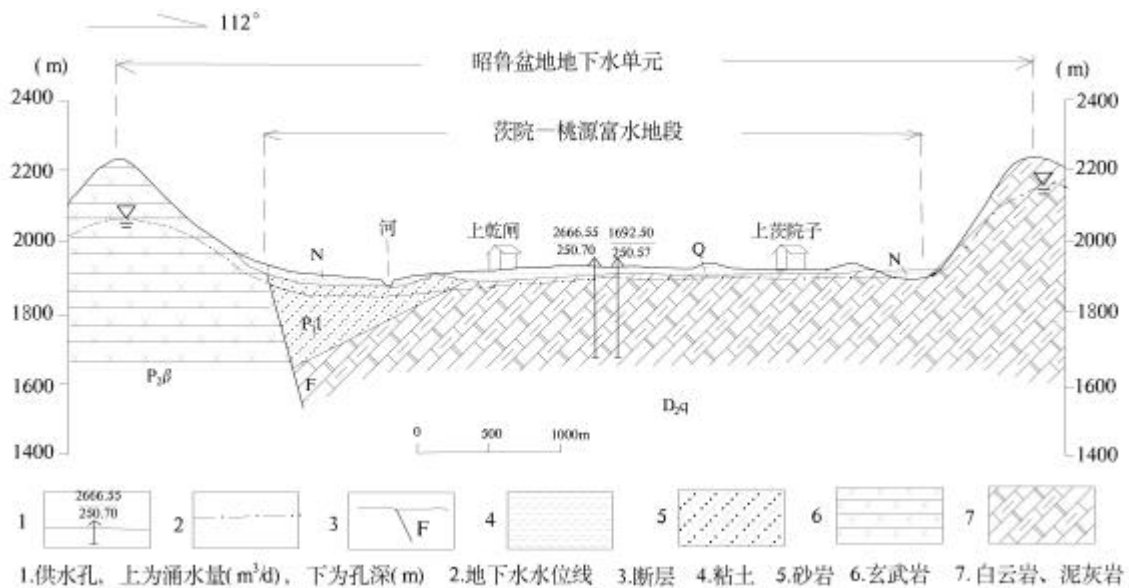 112°
昭鲁盆地地下水单元
(m)
(m)
2400
2400
茨院—桃源富水地段
2200
2200
河
上乾闸
2666.55
250.70
1692.50
250.57
上茨院子
2000
2000
N
Q
N
1800
1800
P₁l
P₂β
F
1600
1600
D₂q
0 500 1000m
1400
1400
1
2666.55
250.70
2
3
F
4
5
6
7
1.供水孔，上为涌水量(m³/d)，下为孔深(m) 2.地下水水位线 3.断层 4.粘土 5.砂岩 6.玄武岩 7.白云岩、泥灰岩